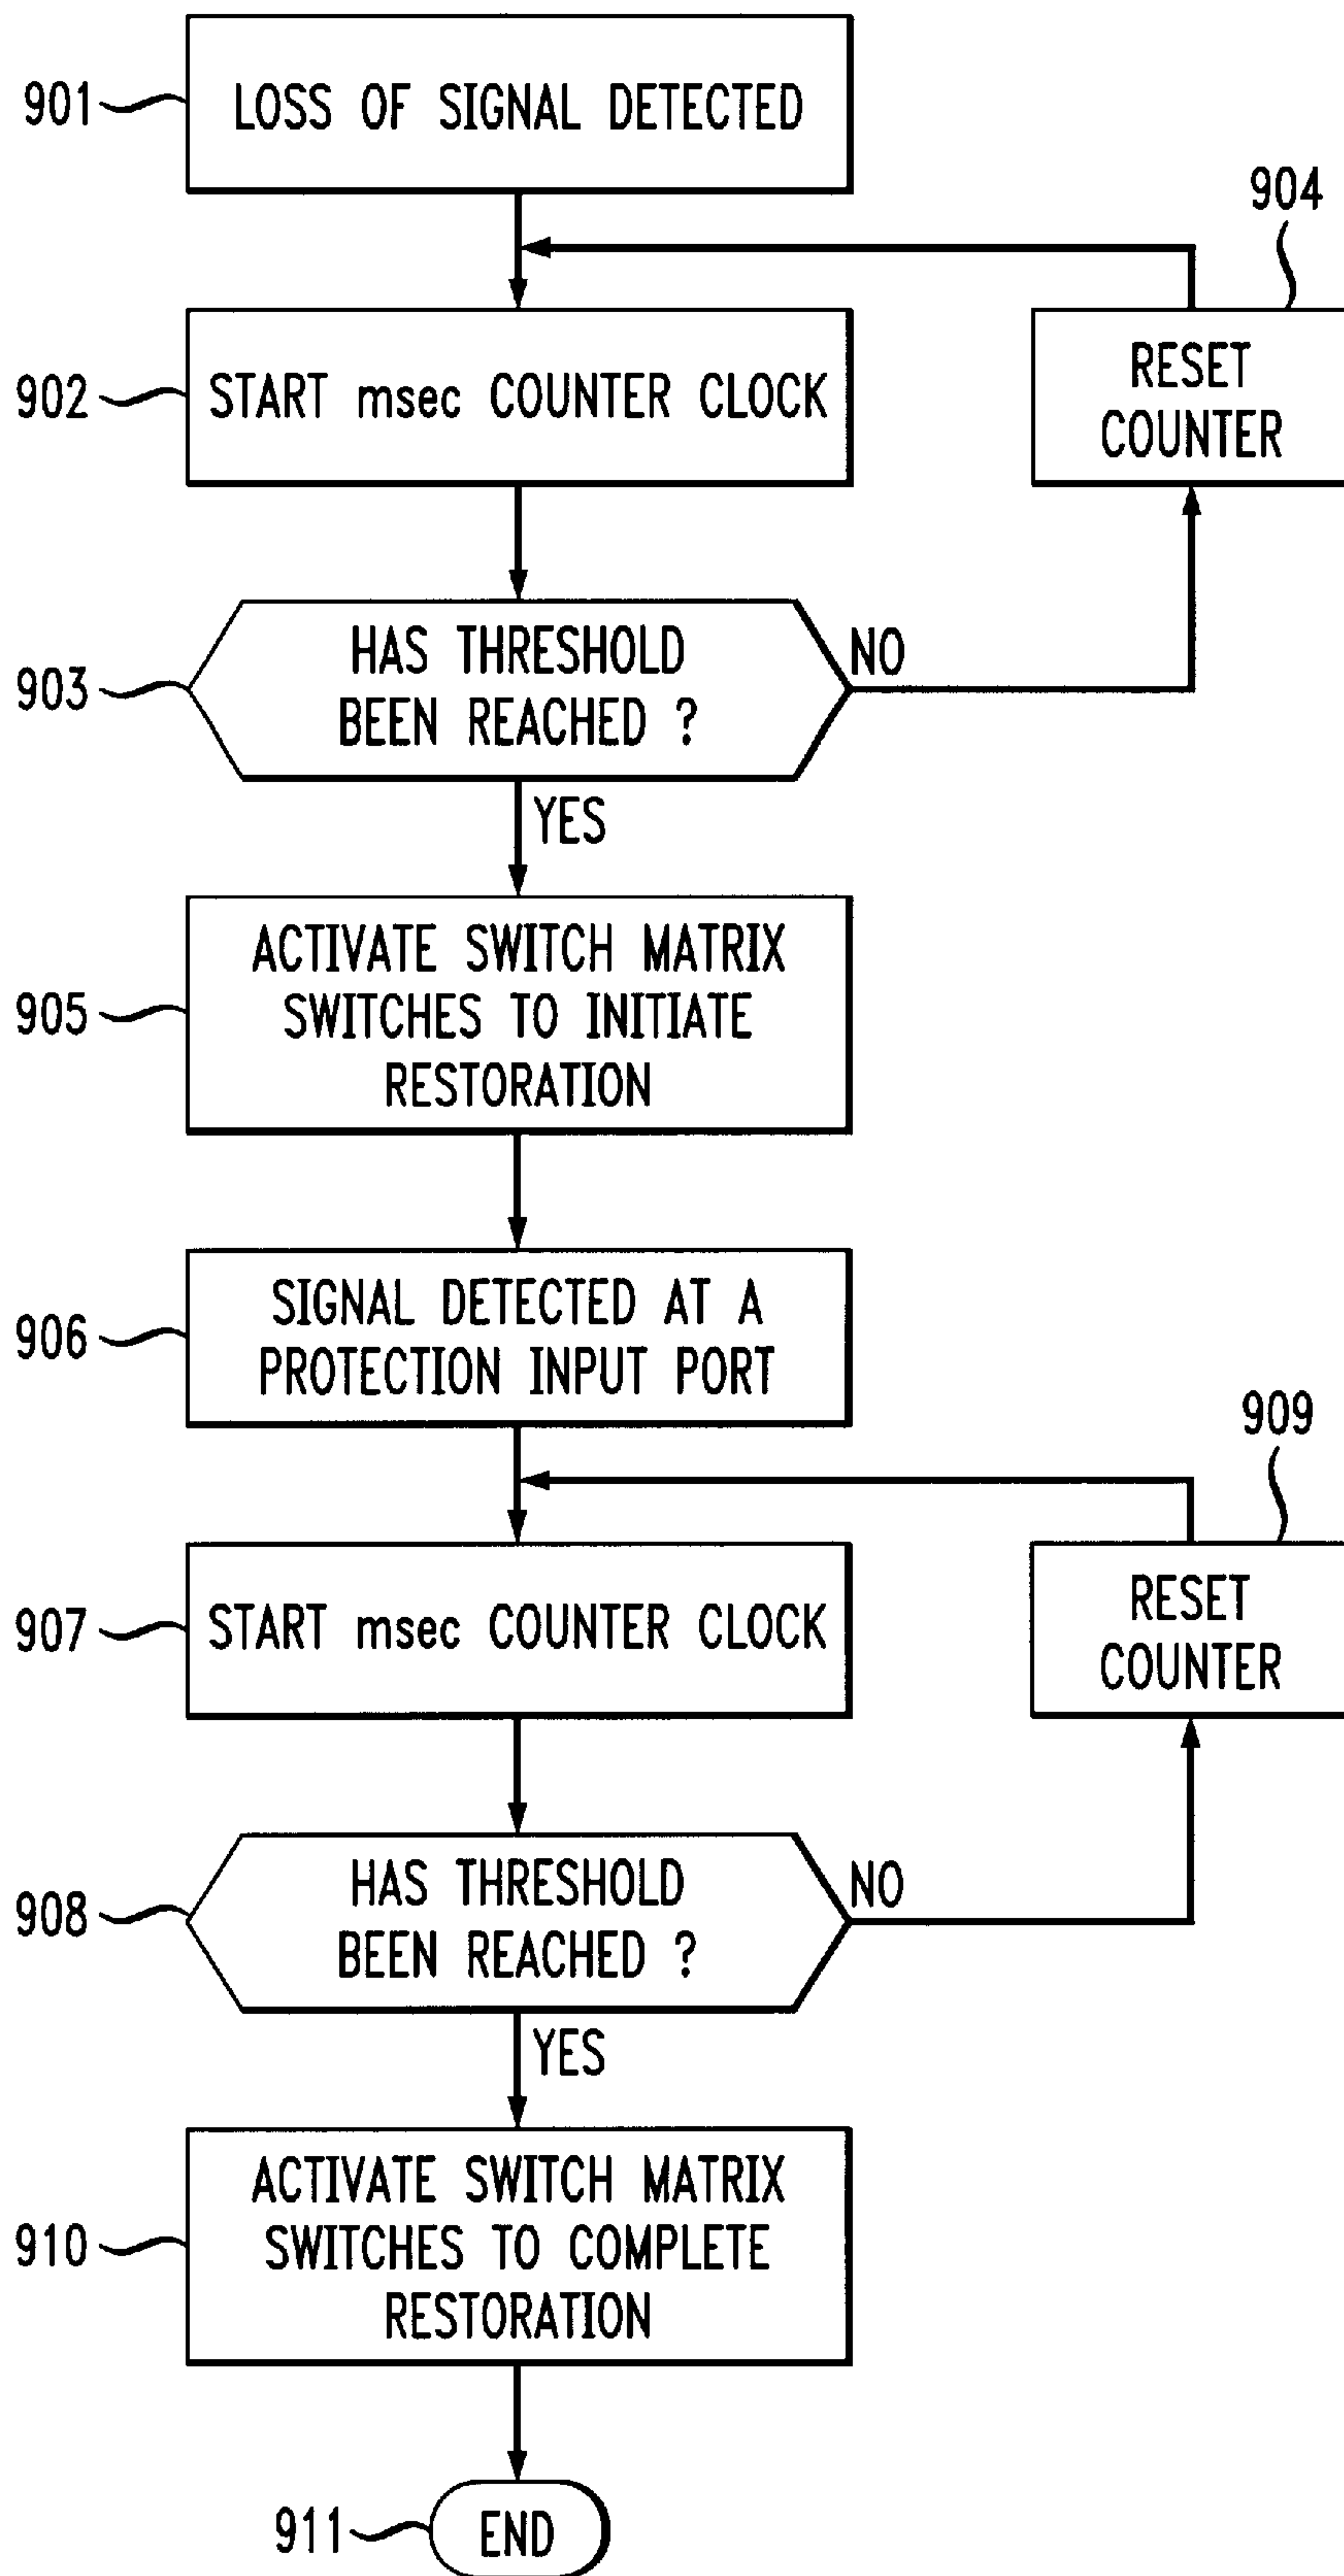 901
LOSS OF SIGNAL DETECTED
904
902
START msec COUNTER CLOCK
RESET
COUNTER
903
HAS THRESHOLD
BEEN REACHED ?
NO
YES
905
ACTIVATE SWITCH MATRIX
SWITCHES TO INITIATE
RESTORATION
906
SIGNAL DETECTED AT A
PROTECTION INPUT PORT
909
907
START msec COUNTER CLOCK
RESET
COUNTER
908
HAS THRESHOLD
BEEN REACHED ?
NO
YES
910
ACTIVATE SWITCH MATRIX
SWITCHES TO COMPLETE
RESTORATION
911
END